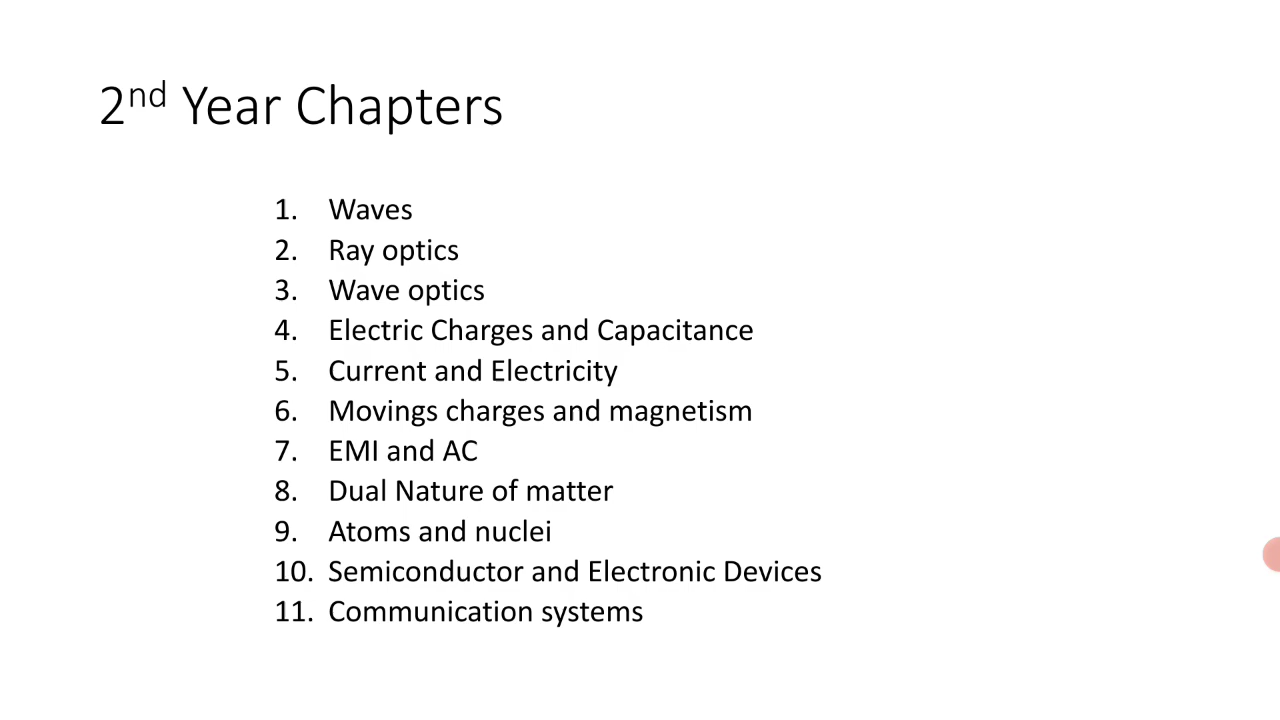 2nd Year Chapters
1. Waves
2. Ray optics
3. Wave optics
4. Electric Charges and Capacitance
5. Current and Electricity
6. Movings charges and magnetism
7. EMI and AC
8. Dual Nature of matter
9. Atoms and nuclei
10. Semiconductor and Electronic Devices
11. Communication systems